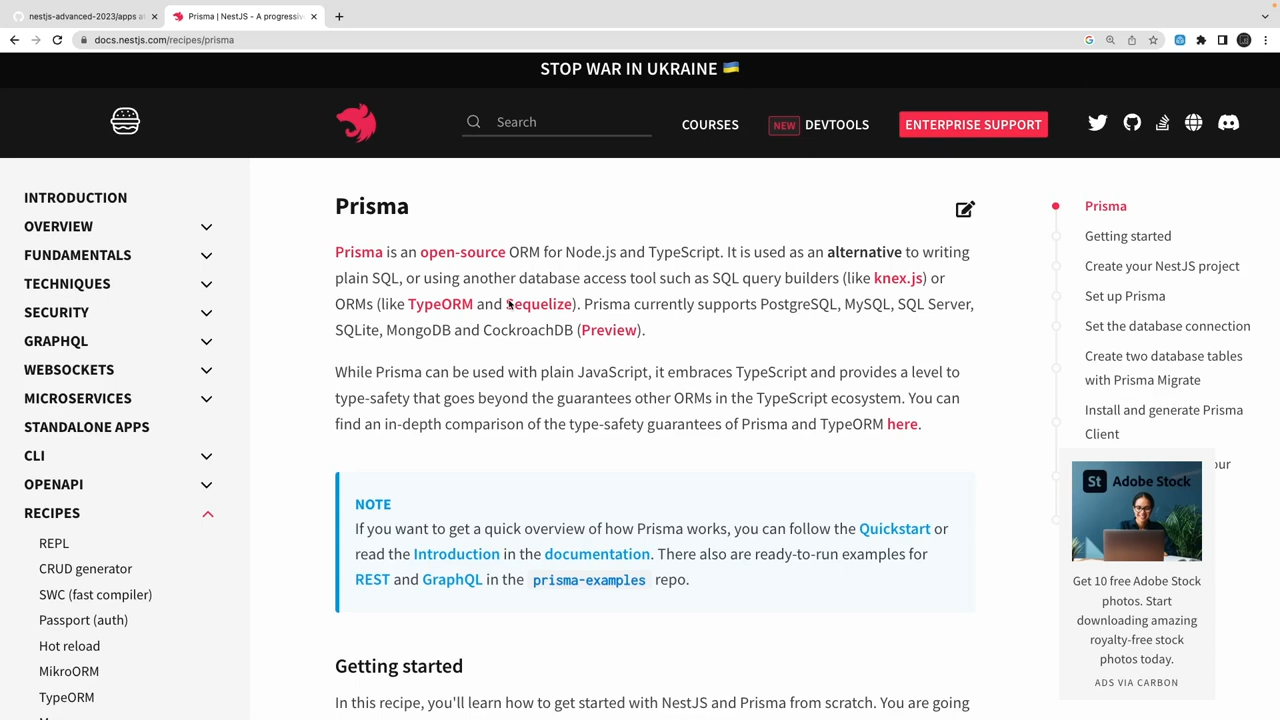 nestjs-advanced-2023/apps a
Prisma | NestJS - A progressiv
docs.nestjs.com/recipes/prisma
STOP WAR IN UKRAINE 🇺🇦
Search
COURSES
NEW
DEVTOOLS
ENTERPRISE SUPPORT
INTRODUCTION
OVERVIEW
FUNDAMENTALS
TECHNIQUES
SECURITY
GRAPHQL
WEBSOCKETS
MICROSERVICES
STANDALONE APPS
CLI
OPENAPI
RECIPES
REPL
CRUD generator
SWC (fast compiler)
Passport (auth)
Hot reload
MikroORM
TypeORM
Prisma
Prisma is an open-source ORM for Node.js and TypeScript. It is used as an alternative to writing
plain SQL, or using another database access tool such as SQL query builders (like knex.js) or
ORMs (like TypeORM and Sequelize). Prisma currently supports PostgreSQL, MySQL, SQL Server,
SQLite, MongoDB and CockroachDB (Preview).
While Prisma can be used with plain JavaScript, it embraces TypeScript and provides a level to
type-safety that goes beyond the guarantees other ORMs in the TypeScript ecosystem. You can
find an in-depth comparison of the type-safety guarantees of Prisma and TypeORM here.
NOTE
If you want to get a quick overview of how Prisma works, you can follow the Quickstart or
read the Introduction in the documentation. There also are ready-to-run examples for
REST and GraphQL in the prisma-examples repo.
Getting started
In this recipe, you'll learn how to get started with NestJS and Prisma from scratch. You are going
Prisma
Getting started
Create your NestJS project
Set up Prisma
Set the database connection
Create two database tables
with Prisma Migrate
Install and generate Prisma
Client
our
St Adobe Stock
Get 10 free Adobe Stock
photos. Start
downloading amazing
royalty-free stock
photos today.
ADS VIA CARBON